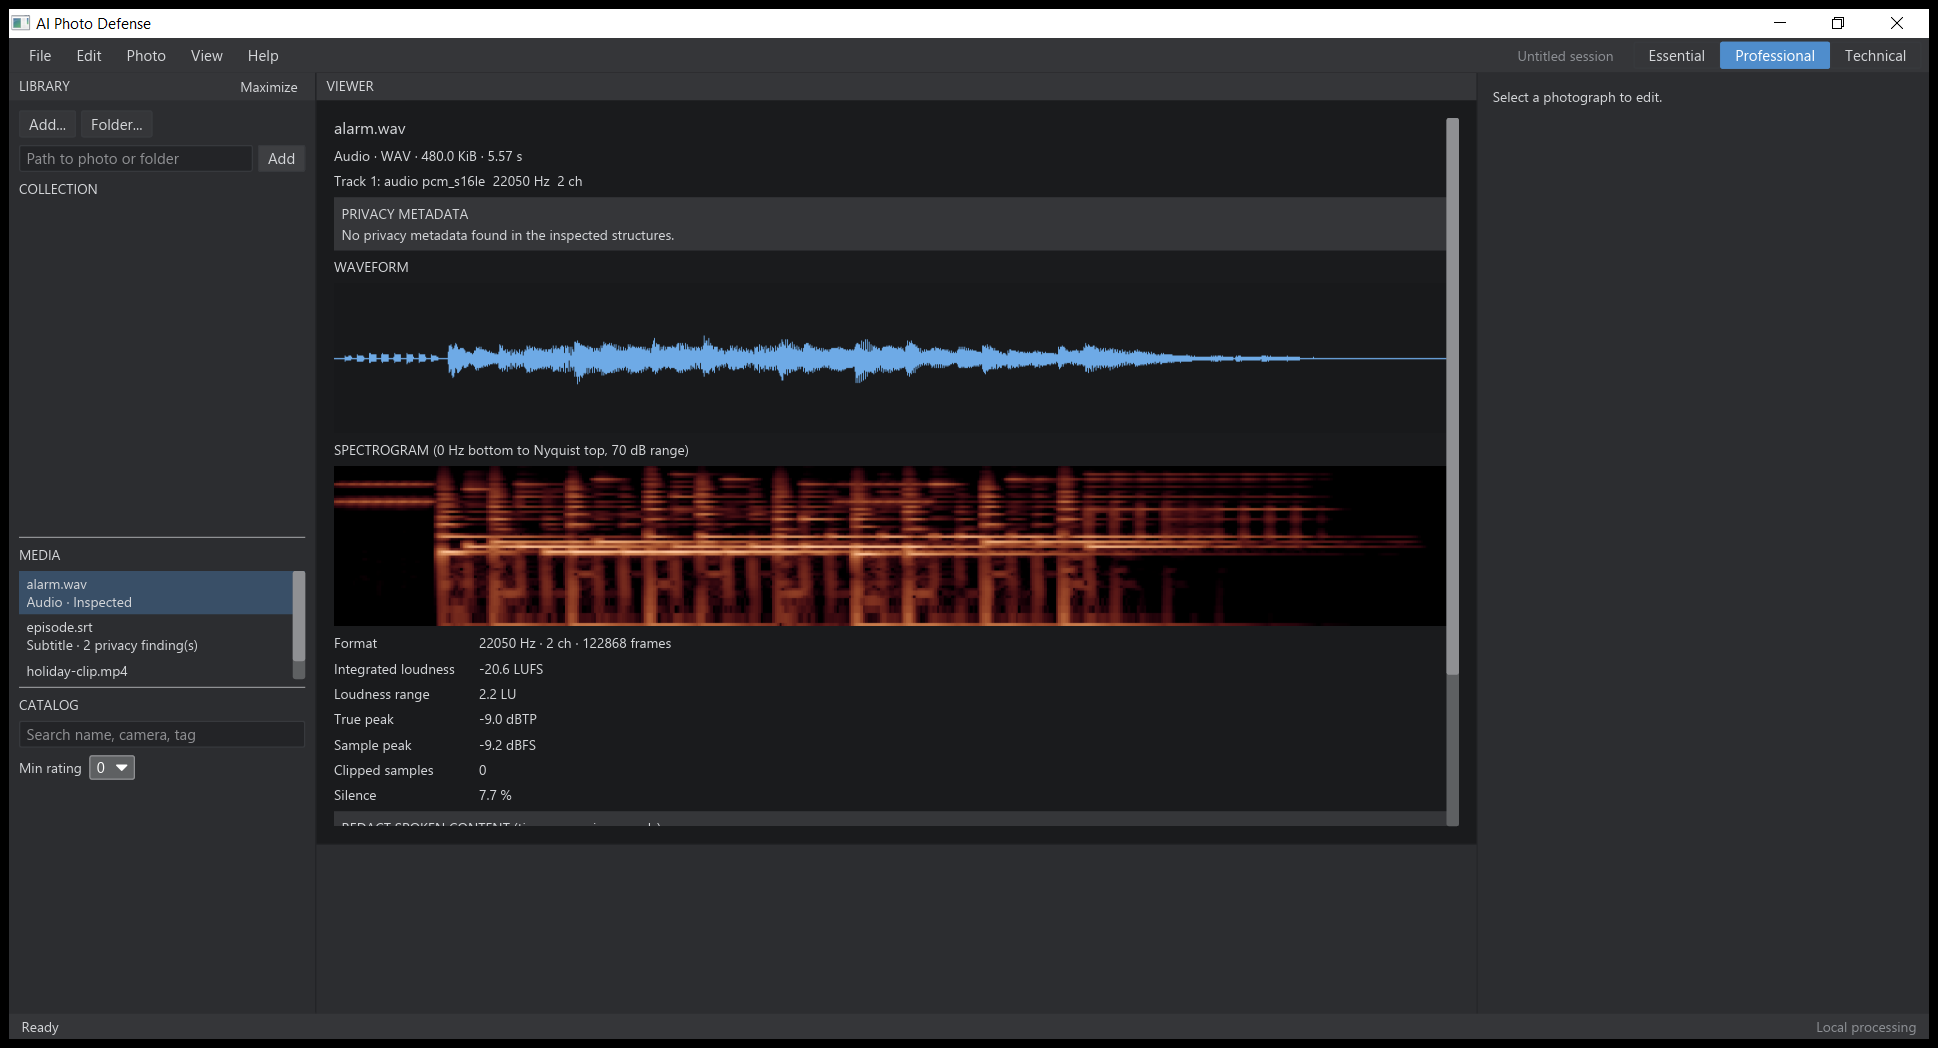 AI Photo Defense
File Edit Photo View Help
Untitled session Essential Professional Technical
LIBRARY Maximize
Add... Folder...
Path to photo or folder Add
COLLECTION
MEDIA
alarm.wav
Audio · Inspected
episode.srt
Subtitle · 2 privacy finding(s)
holiday-clip.mp4
CATALOG
Search name, camera, tag
Min rating 0
VIEWER
alarm.wav
Audio · WAV · 480.0 KiB · 5.57 s
Track 1: audio pcm_s16le 22050 Hz 2 ch
PRIVACY METADATA
No privacy metadata found in the inspected structures.
WAVEFORM
SPECTROGRAM (0 Hz bottom to Nyquist top, 70 dB range)
Format 22050 Hz · 2 ch · 122868 frames
Integrated loudness -20.6 LUFS
Loudness range 2.2 LU
True peak -9.0 dBTP
Sample peak -9.2 dBFS
Clipped samples 0
Silence 7.7 %
REDACT SPOKEN CONTENT
Select a photograph to edit.
Ready
Local processing